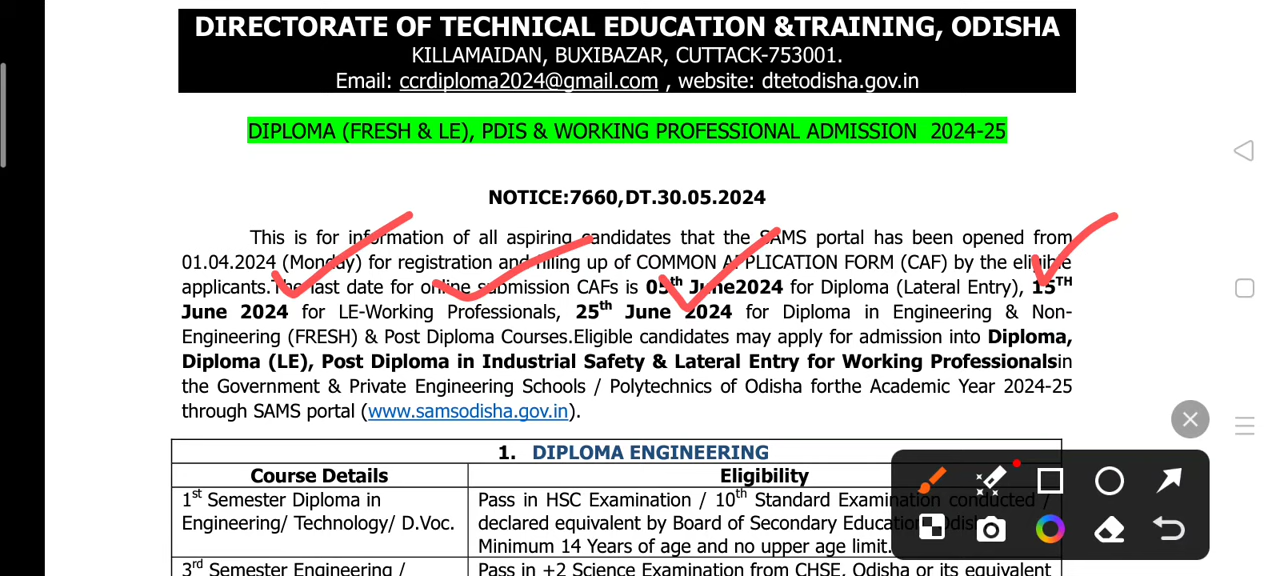 DIRECTORATE OF TECHNICAL EDUCATION &TRAINING, ODISHA
KILLAMAIDAN, BUXIBAZAR, CUTTACK-753001.
Email: ccrdiploma2024@gmail.com , website: dtetodisha.gov.in
DIPLOMA (FRESH & LE), PDIS & WORKING PROFESSIONAL ADMISSION 2024-25
NOTICE:7660,DT.30.05.2024
This is for information of all aspiring candidates that the SAMS portal has been opened from
01.04.2024 (Monday) for registration and filling up of COMMON APPLICATION FORM (CAF) by the eligible
applicants.The last date for online submission CAFs is 05th June2024 for Diploma (Lateral Entry), 15TH
June 2024 for LE-Working Professionals, 25th June 2024 for Diploma in Engineering & Non-
Engineering (FRESH) & Post Diploma Courses.Eligible candidates may apply for admission into Diploma,
Diploma (LE), Post Diploma in Industrial Safety & Lateral Entry for Working Professionalsin
the Government & Private Engineering Schools / Polytechnics of Odisha forthe Academic Year 2024-25
through SAMS portal (www.samsodisha.gov.in).
1. DIPLOMA ENGINEERING
Course Details Eligibility
1st Semester Diploma in Pass in HSC Examination / 10th Standard Examination conducted /
Engineering/ Technology/ D.Voc. declared equivalent by Board of Secondary Education, Odisha
Minimum 14 Years of age and no upper age limit.
3rd Semester Engineering / Pass in +2 Science Examination from CHSE, Odisha or its equivalent